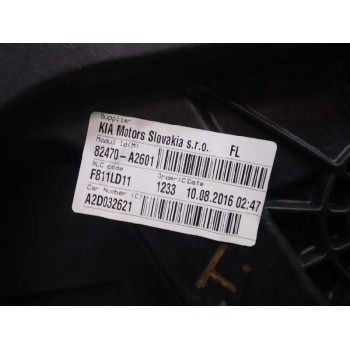 Supplier
KIA Motors Slovakia s.r.o. FL
Modul Id(M)
82470-A2601
ALC code Order(C)Date
F811LD11 1233 10.08.2016 02:47
Car Number (C)
A2D032621